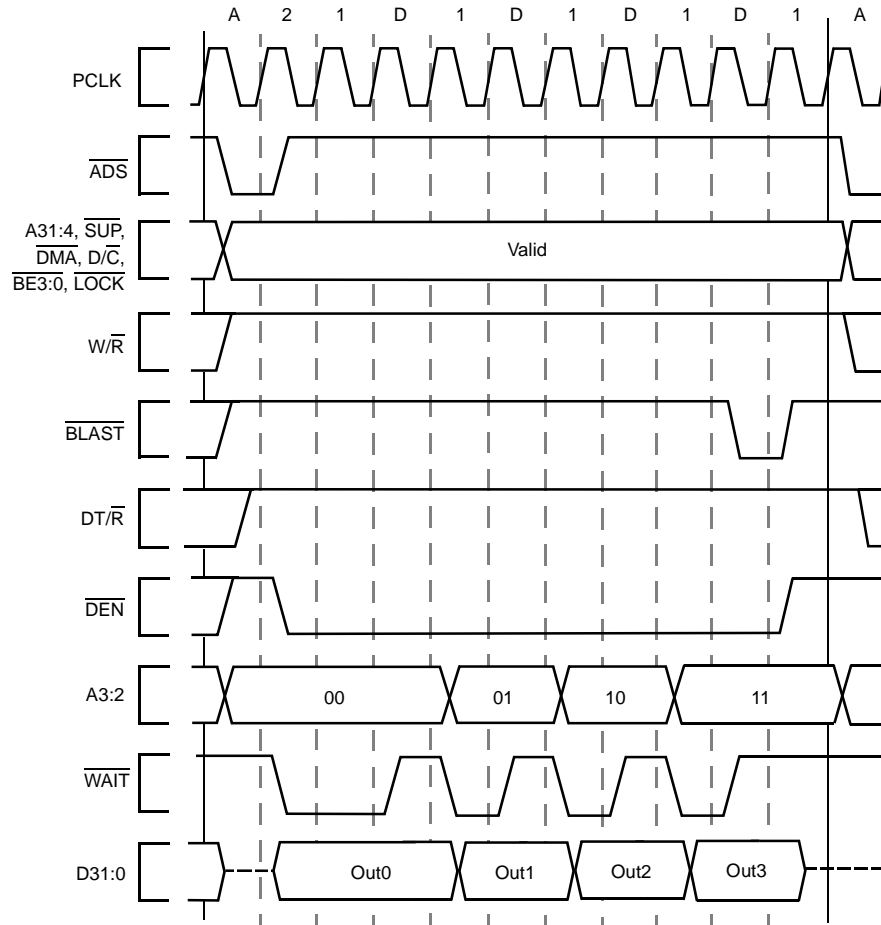 A 2 1 D 1 D 1 D 1 D 1 A
PCLK
ADS
A31:4, SUP,
DMA, D/C,
BE3:0, LOCK
Valid
W/R
BLAST
DT/R
DEN
A3:2
00 01 10 11
WAIT
D31:0
Out0 Out1 Out2 Out3